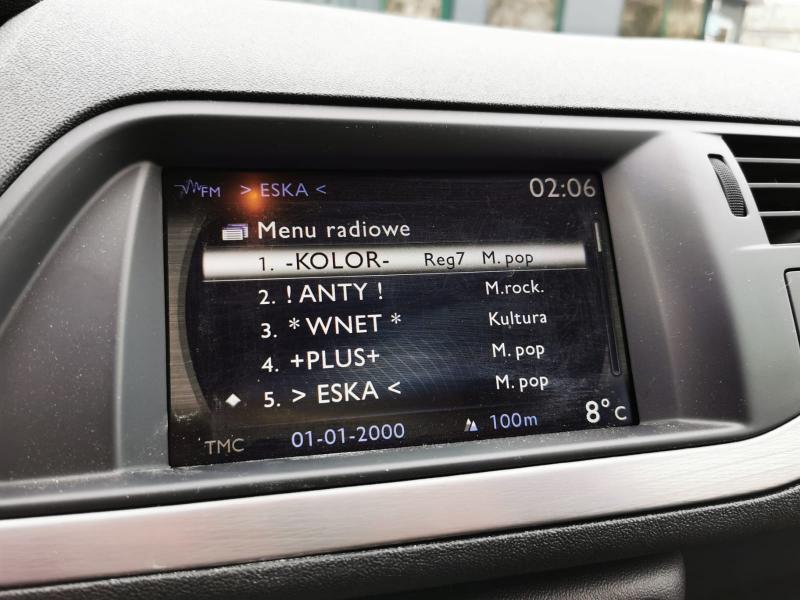 FM > ESKA < 02:06
Menu radiowe
1. -KOLOR- Reg7 M. pop
2. ! ANTY ! M.rock.
3. * WNET * Kultura
4. +PLUS+ M. pop
5. > ESKA < M. pop
TMC 01-01-2000 100m 8°C